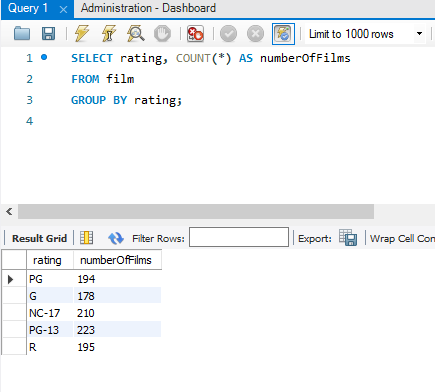 Query 1 × Administration - Dashboard
Limit to 1000 rows
1 SELECT rating, COUNT(*) AS numberOfFilms
2 FROM film
3 GROUP BY rating;
4
Result Grid Filter Rows: Export: Wrap Cell Con
rating numberOfFilms
PG 194
G 178
NC-17 210
PG-13 223
R 195